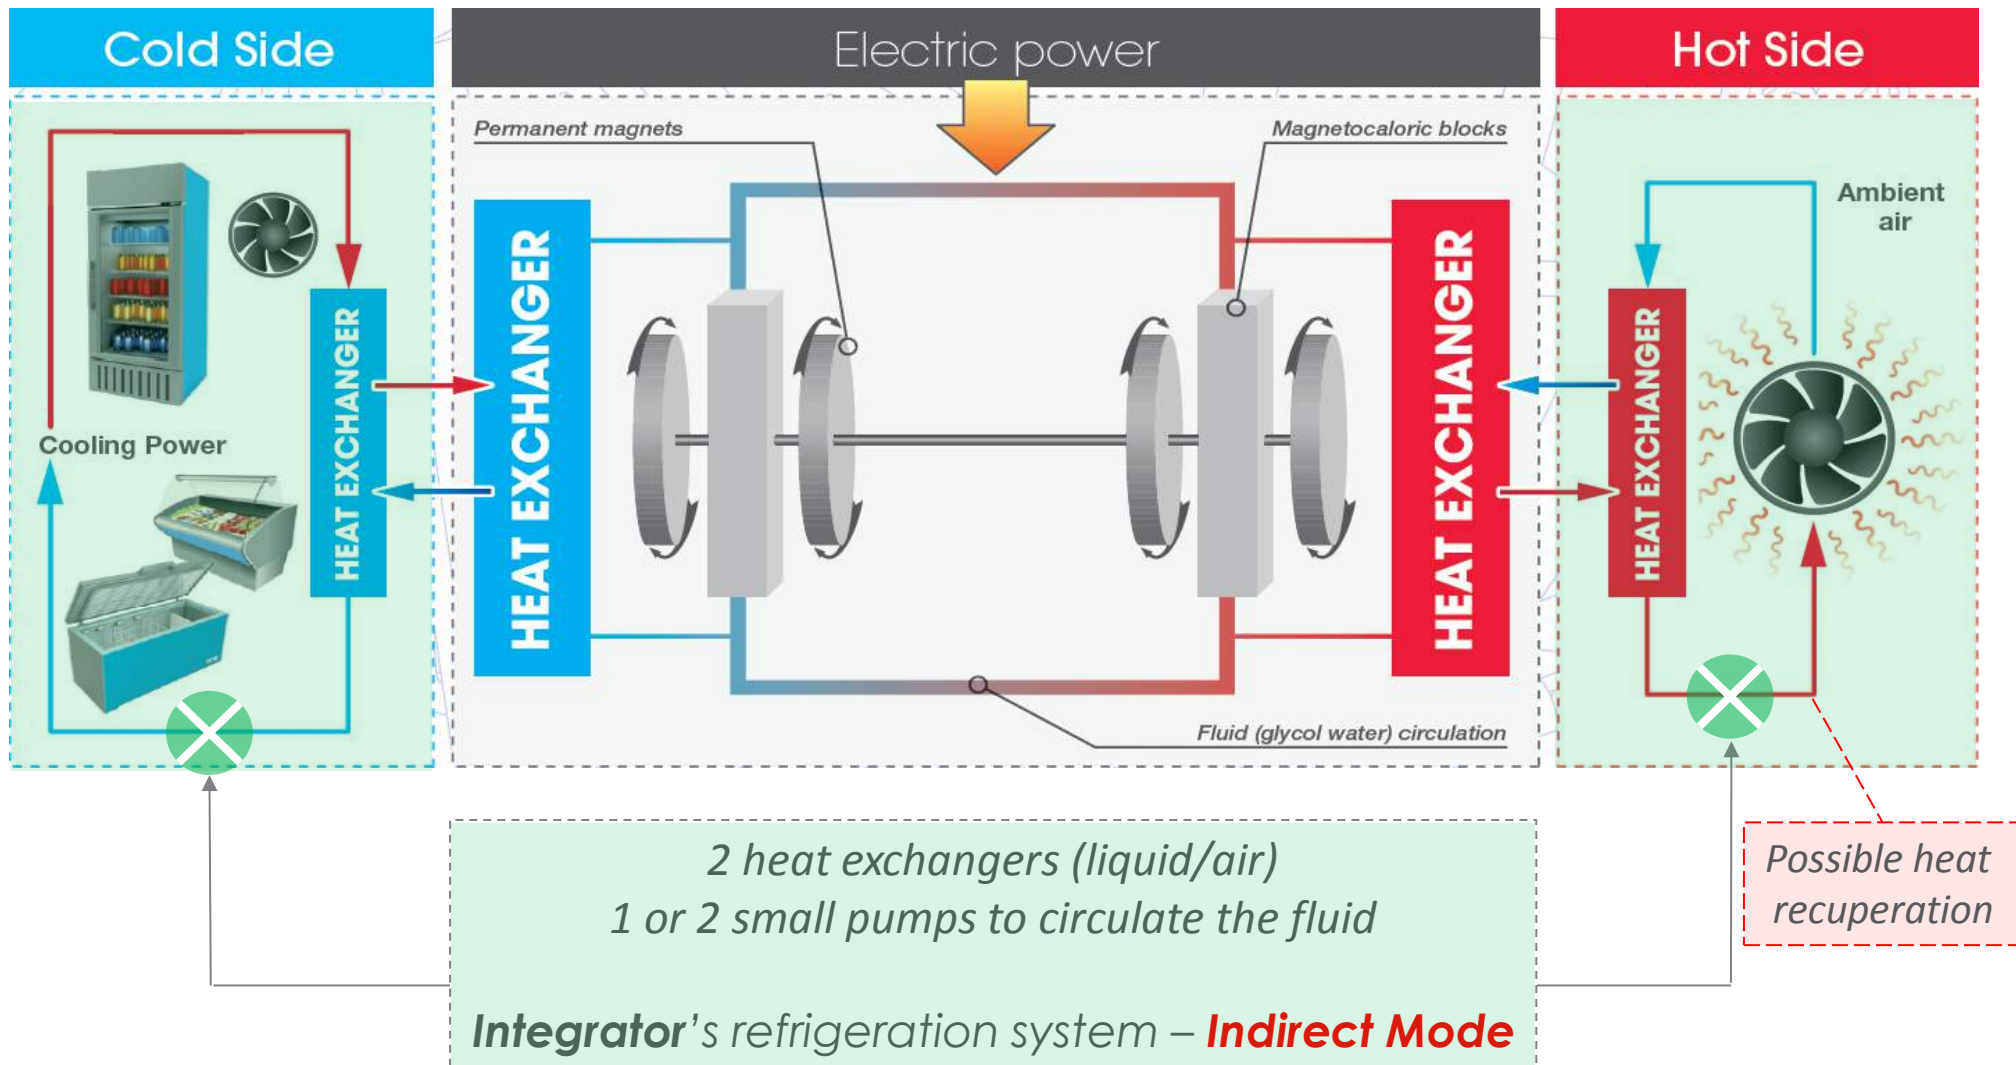 Cold Side
Electric power
Hot Side
Permanent magnets
Magnetocaloric blocks
Ambient
air
HEAT EXCHANGER
HEAT EXCHANGER
HEAT EXCHANGER
HEAT EXCHANGER
Cooling Power
Fluid (glycol water) circulation
2 heat exchangers (liquid/air)
1 or 2 small pumps to circulate the fluid
Integrator's refrigeration system – Indirect Mode
Possible heat
recuperation